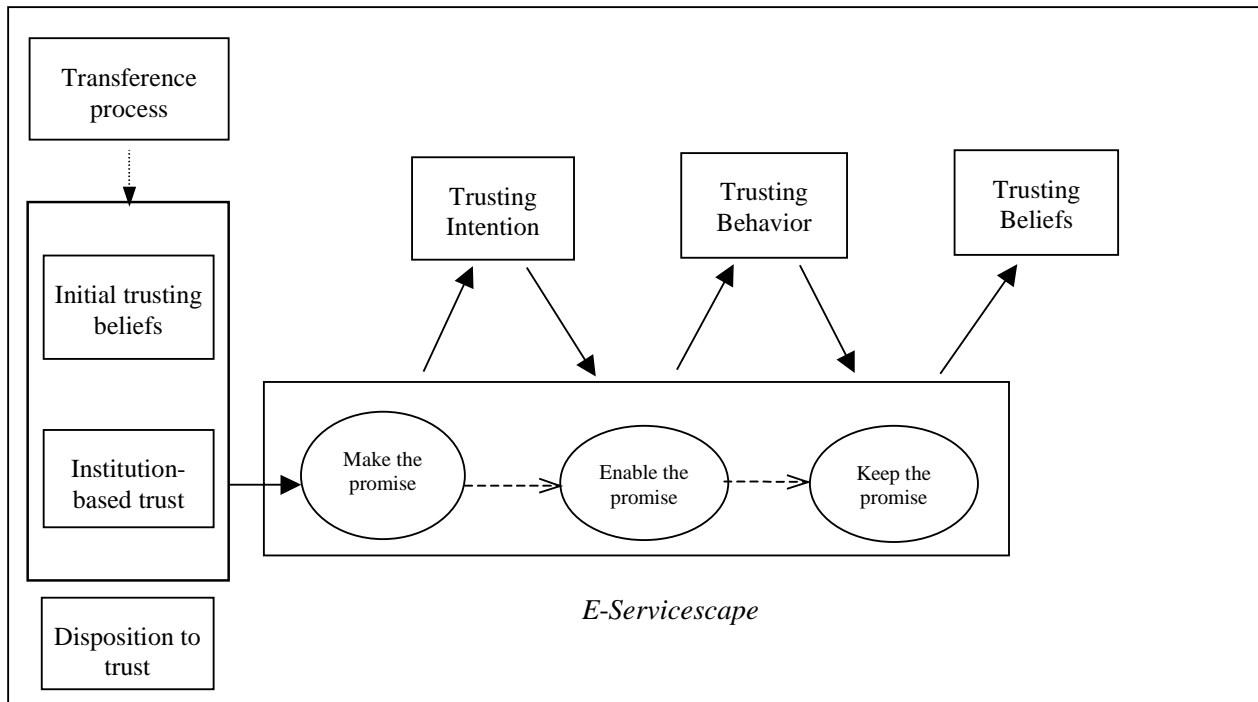 Transference
process
Trusting
Intention
Trusting
Behavior
Trusting
Beliefs
Initial trusting
beliefs
Institution-
based trust
Make the
promise
Enable the
promise
Keep the
promise
E-Servicescape
Disposition to
trust